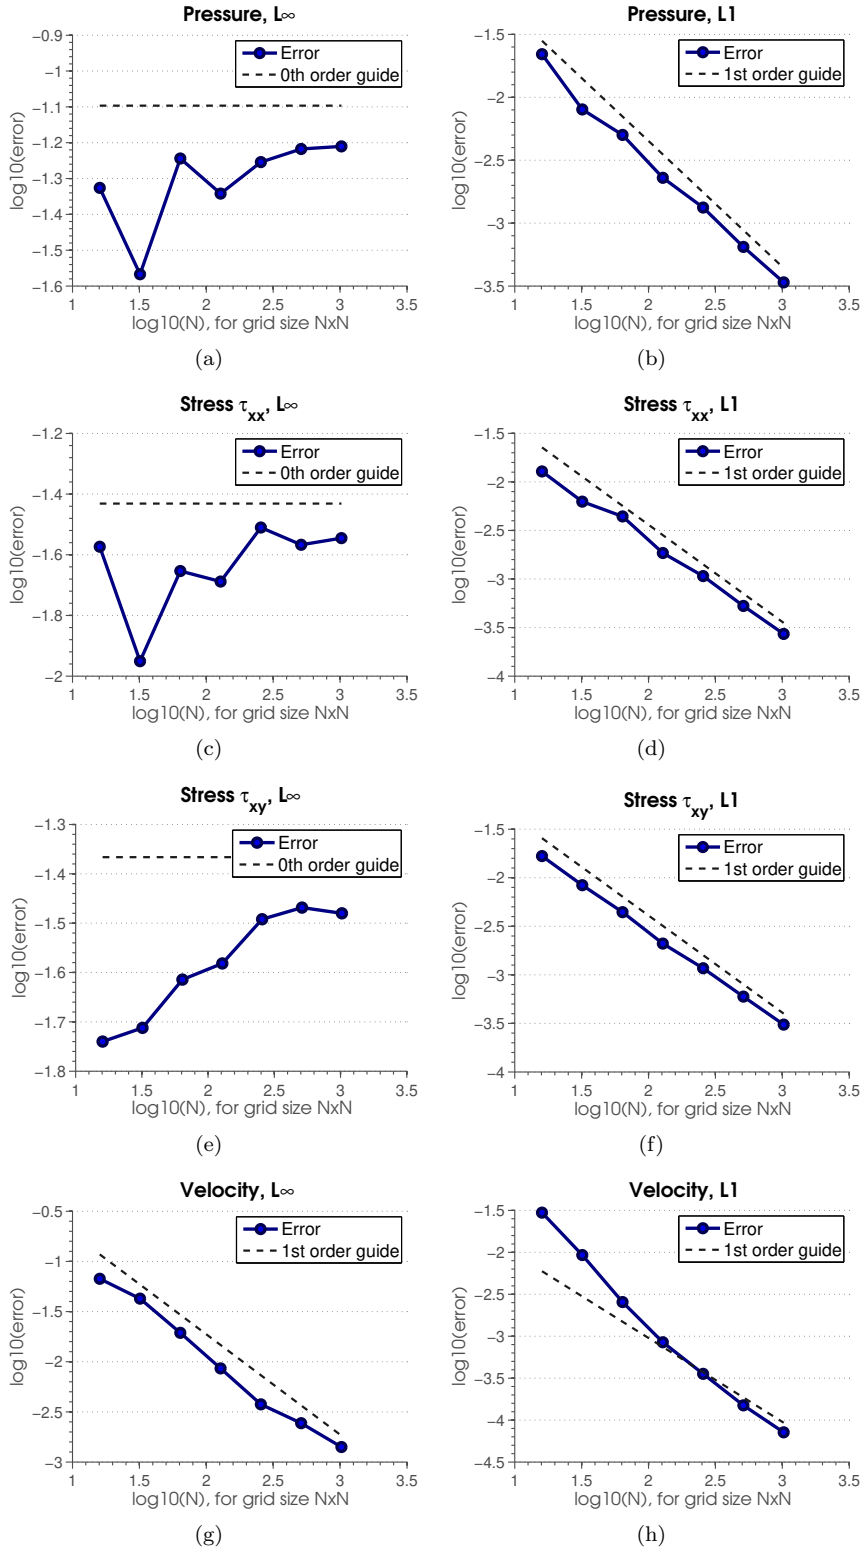 Pressure, L∞
−0.9
−1
−1.1
−1.2
−1.3
−1.4
−1.5
−1.6
1 1.5 2 2.5 3 3.5
log10(error)
log10(N), for grid size NxN
Error
0th order guide
(a)
Pressure, L1
−1.5
−2
−2.5
−3
−3.5
1 1.5 2 2.5 3 3.5
log10(error)
log10(N), for grid size NxN
Error
1st order guide
(b)
Stress τxx, L∞
−1.2
−1.4
−1.6
−1.8
−2
1 1.5 2 2.5 3 3.5
log10(error)
log10(N), for grid size NxN
Error
0th order guide
(c)
Stress τxx, L1
−1.5
−2
−2.5
−3
−3.5
−4
1 1.5 2 2.5 3 3.5
log10(error)
log10(N), for grid size NxN
Error
1st order guide
(d)
Stress τxy, L∞
−1.3
−1.4
−1.5
−1.6
−1.7
−1.8
1 1.5 2 2.5 3 3.5
log10(error)
log10(N), for grid size NxN
Error
0th order guide
(e)
Stress τxy, L1
−1.5
−2
−2.5
−3
−3.5
−4
1 1.5 2 2.5 3 3.5
log10(error)
log10(N), for grid size NxN
Error
1st order guide
(f)
Velocity, L∞
−0.5
−1
−1.5
−2
−2.5
−3
1 1.5 2 2.5 3 3.5
log10(error)
log10(N), for grid size NxN
Error
1st order guide
(g)
Velocity, L1
−1.5
−2
−2.5
−3
−3.5
−4
−4.5
1 1.5 2 2.5 3 3.5
log10(error)
log10(N), for grid size NxN
Error
1st order guide
(h)